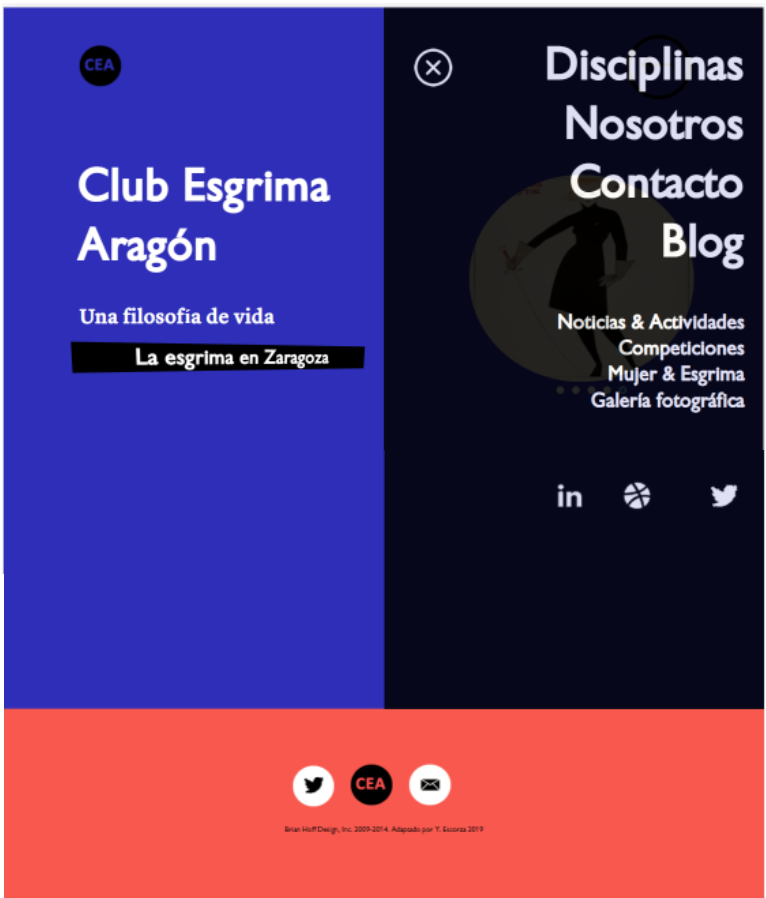 CEA
Club Esgrima
Aragón
Una filosofía de vida
La esgrima en Zaragoza
Disciplinas
Nosotros
Contacto
Blog
Noticias & Actividades
Competiciones
Mujer & Esgrima
Galería fotográfica
in
CEA
Brian Hoff Design, Inc. 2009-2014. Adaptado por Y. Escorza 2019